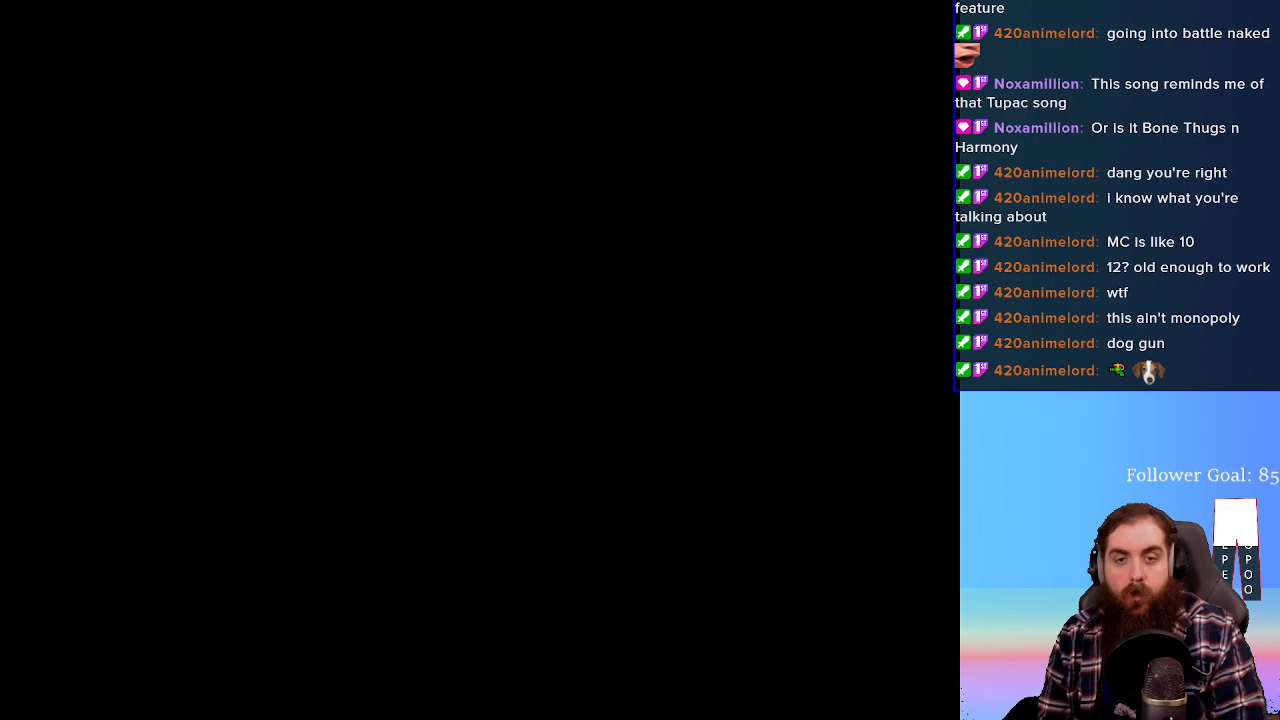 feature
420animelord: going into battle naked
Noxamillion: This song reminds me of
that Tupac song
Noxamillion: Or is it Bone Thugs n
Harmony
420animelord: dang you're right
420animelord: I know what you're
talking about
420animelord: MC is like 10
420animelord: 12? old enough to work
420animelord: wtf
420animelord: this ain't monopoly
420animelord: dog gun
420animelord:
Follower Goal: 85
P O
E O
O